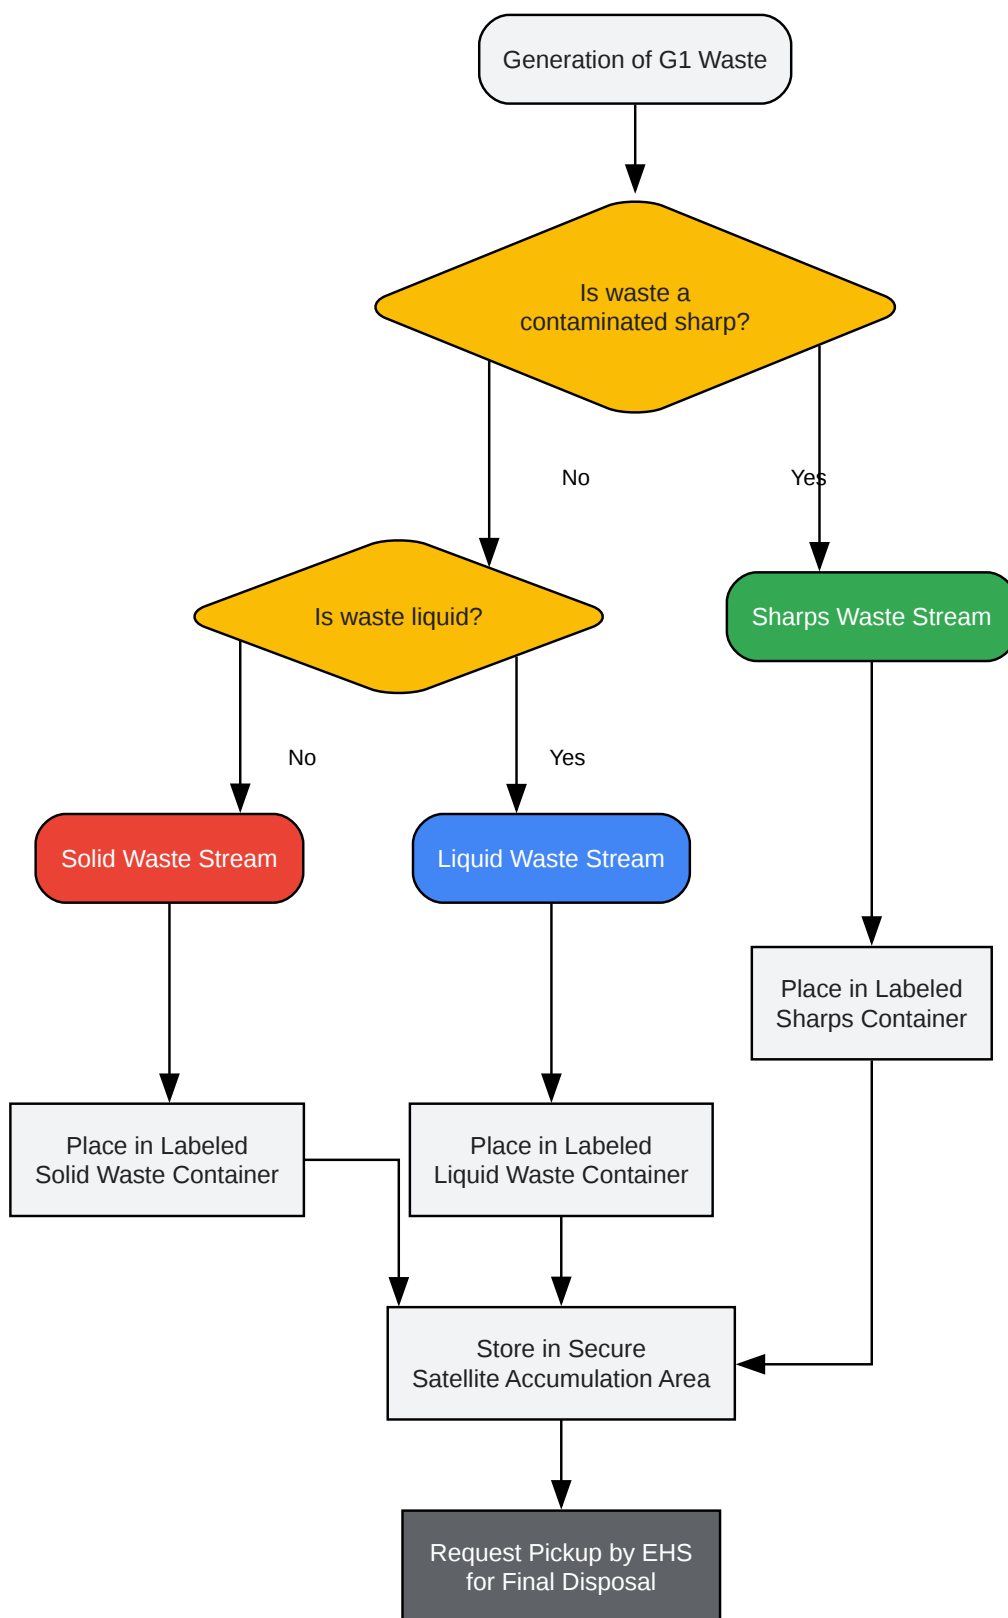 Generation of G1 Waste
Is waste a
contaminated sharp?
No
Yes
Is waste liquid?
Sharps Waste Stream
No
Yes
Solid Waste Stream
Liquid Waste Stream
Place in Labeled
Sharps Container
Place in Labeled
Solid Waste Container
Place in Labeled
Liquid Waste Container
Store in Secure
Satellite Accumulation Area
Request Pickup by EHS
for Final Disposal